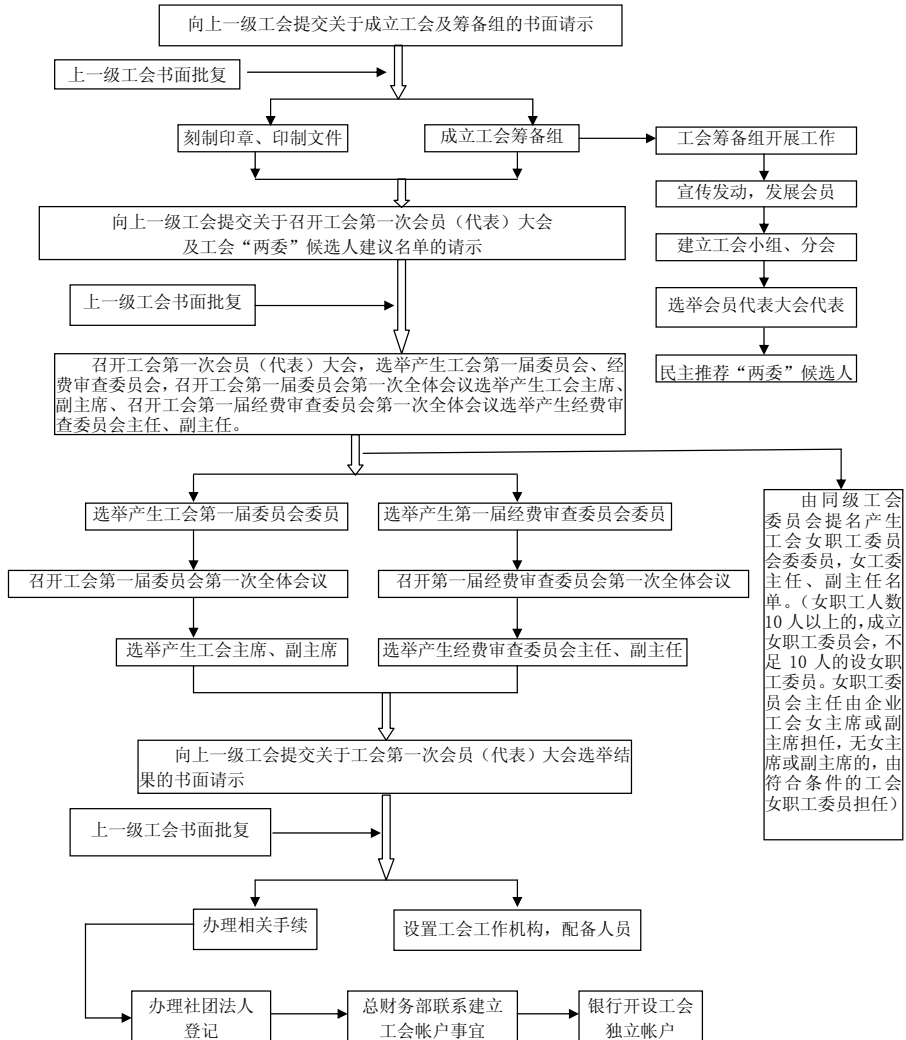 向上一级工会提交关于成立工会及筹备组的书面请示
上一级工会书面批复
刻制印章、印制文件
成立工会筹备组
工会筹备组开展工作
宣传发动，发展会员
建立工会小组、分会
选举会员代表大会代表
民主推荐“两委”候选人
向上一级工会提交关于召开工会第一次会员（代表）大会
及工会“两委”候选人建议名单的请示
上一级工会书面批复
召开工会第一次会员（代表）大会，选举产生工会第一届委员会、经
费审查委员会，召开工会第一届委员会第一次全体会议选举产生工会主席、
副主席、召开工会第一届经费审查委员会第一次全体会议选举产生经费审
查委员会主任、副主任。
选举产生工会第一届委员会委员
选举产生第一届经费审查委员会委员
召开工会第一届委员会第一次全体会议
召开第一届经费审查委员会第一次全体会议
选举产生工会主席、副主席
选举产生经费审查委员会主任、副主任
由同级工会
委员会提名产生
工会女职工委员
会委委员，女工委
主任、副主任名
单。（女职工人数
10 人以上的，成立
女职工委员会，不
足 10 人的设女职
工委员。女职工委
员会主任由企业
工会女主席或副
主席担任，无女主
席或副主席的，由
符合条件的工会
女职工委员担任）
向上一级工会提交关于工会第一次会员（代表）大会选举结
果的书面请示
上一级工会书面批复
办理相关手续
设置工会工作机构，配备人员
办理社团法人
登记
总财务部联系建立
工会帐户事宜
银行开设工会
独立帐户